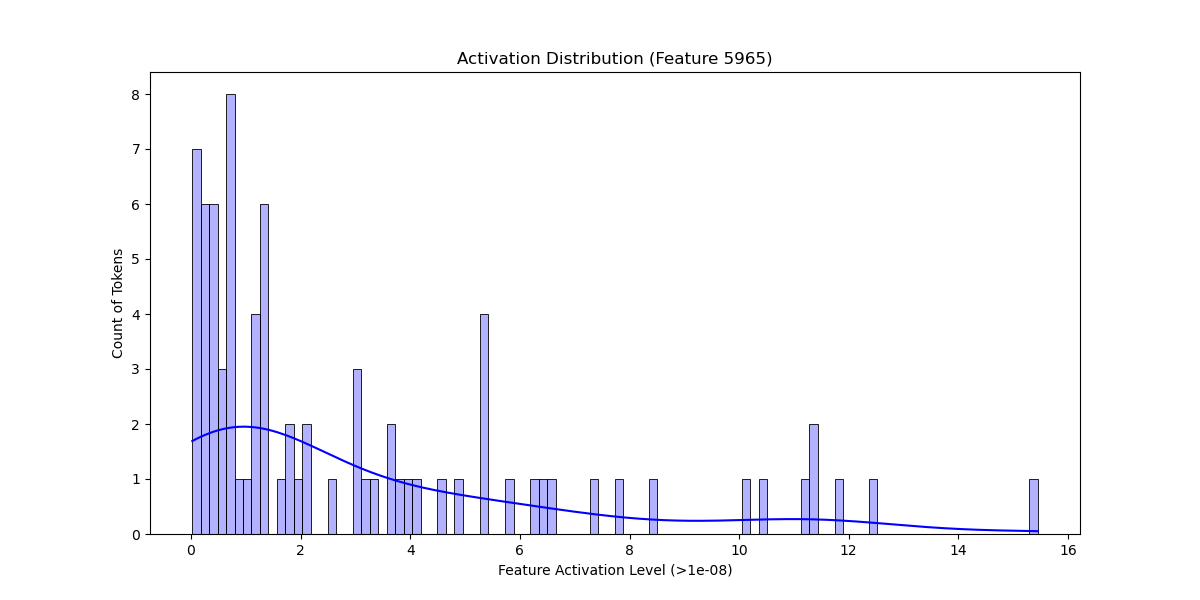 Activation Distribution (Feature 5965)
8
7
6
5
4
3
2
1
0
Count of Tokens
0 2 4 6 8 10 12 14 16
Feature Activation Level (>1e-08)